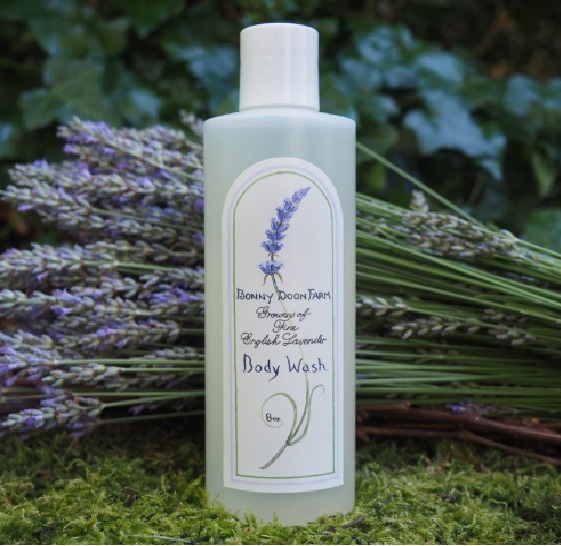 Bonny Doon Farm
Growers of
Fine
English Lavender
Body Wash
8oz